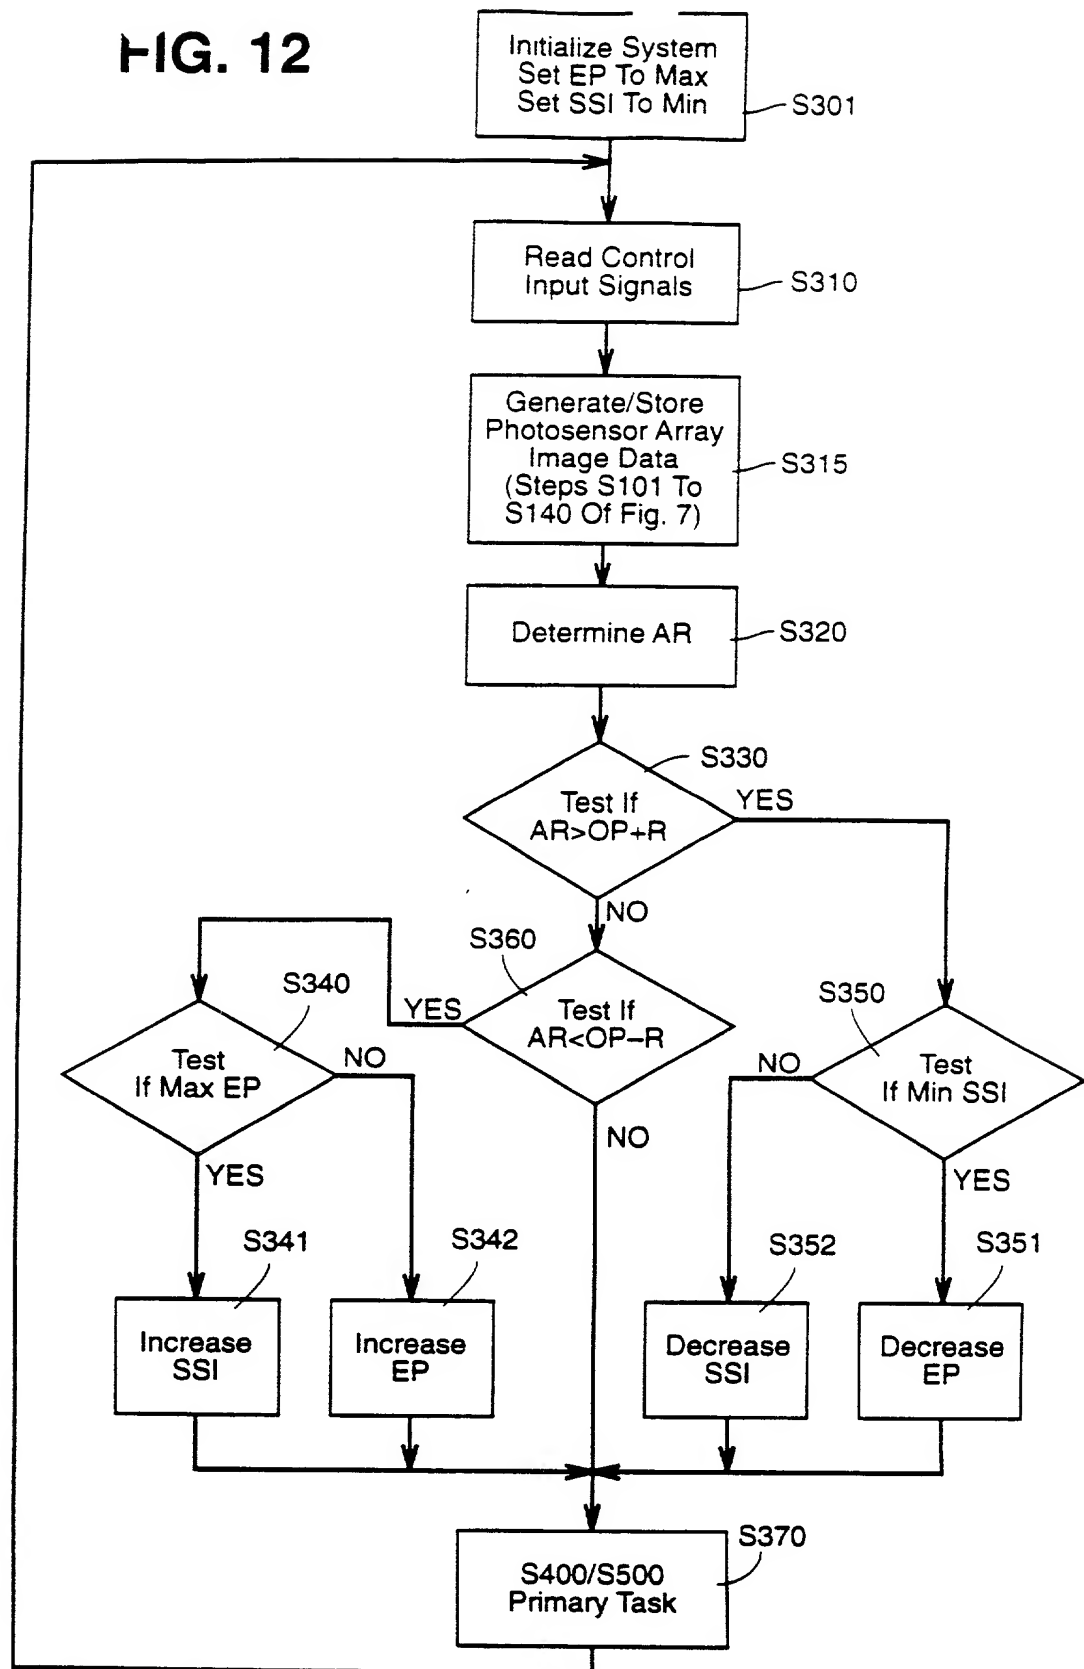 FIG. 12
Initialize System
Set EP To Max
Set SSI To Min
S301
Read Control
Input Signals
S310
Generate/Store
Photosensor Array
Image Data
(Steps S101 To
S140 Of Fig. 7)
S315
Determine AR
S320
S330
Test If
AR>OP+R
YES
NO
S360
Test If
AR<OP−R
YES
NO
S340
Test
If Max EP
NO
YES
S350
Test
If Min SSI
NO
YES
S341
Increase
SSI
S342
Increase
EP
S352
Decrease
SSI
S351
Decrease
EP
S370
S400/S500
Primary Task